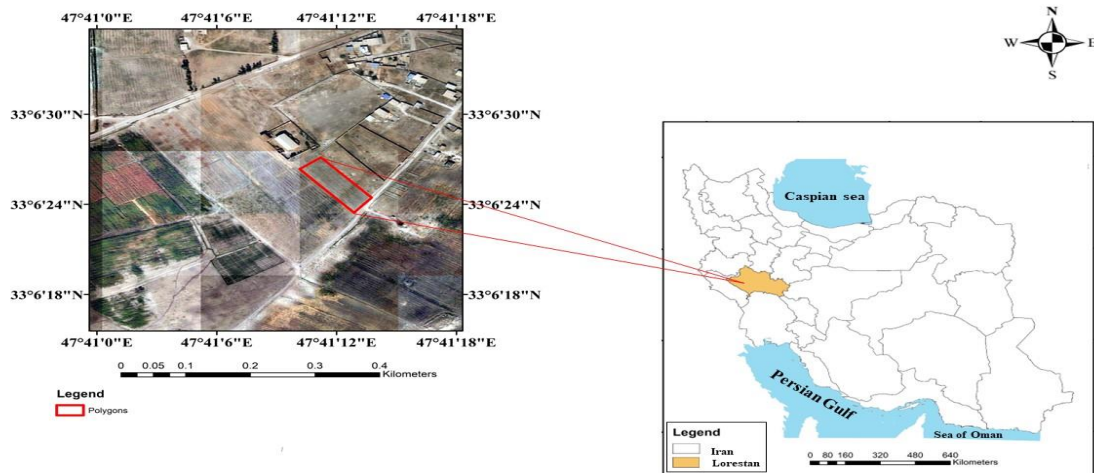 47°41'0"E 47°41'6"E 47°41'12"E 47°41'18"E
33°6'30"N 33°6'30"N
33°6'24"N 33°6'24"N
33°6'18"N 33°6'18"N
47°41'0"E 47°41'6"E 47°41'12"E 47°41'18"E
0 0.05 0.1 0.2 0.3 0.4
Kilometers
Legend
Polygons
N
W E
S
Caspian sea
Persian Gulf
Sea of Oman
Legend
Iran
Lorestan
0 80 160 320 480 640
Kilometers